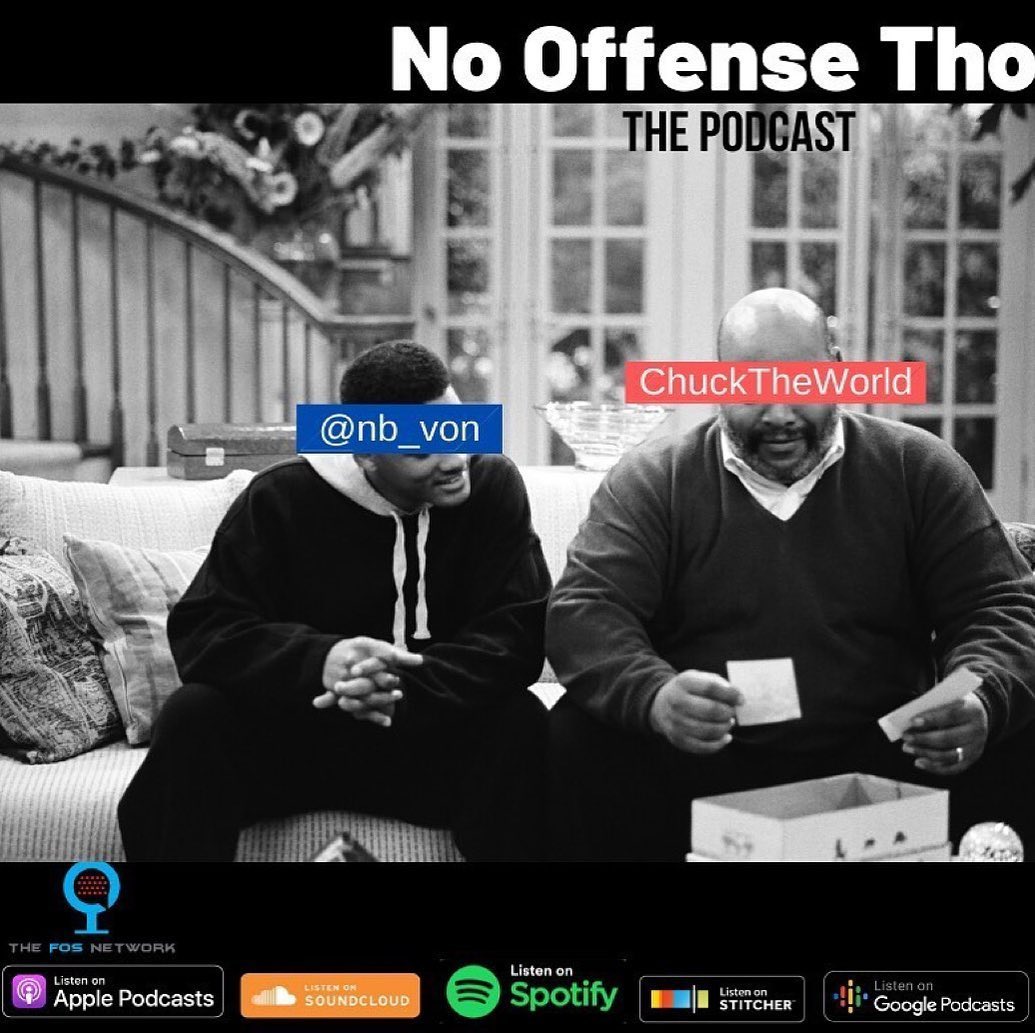 No Offense Tho
THE PODCAST
ChuckTheWorld
@nb_von
THE FOS NETWORK
Listen on
Apple Podcasts
LISTEN ON
SOUNDCLOUD
Listen on
Spotify
Listen on
STITCHER
Listen on
Google Podcasts